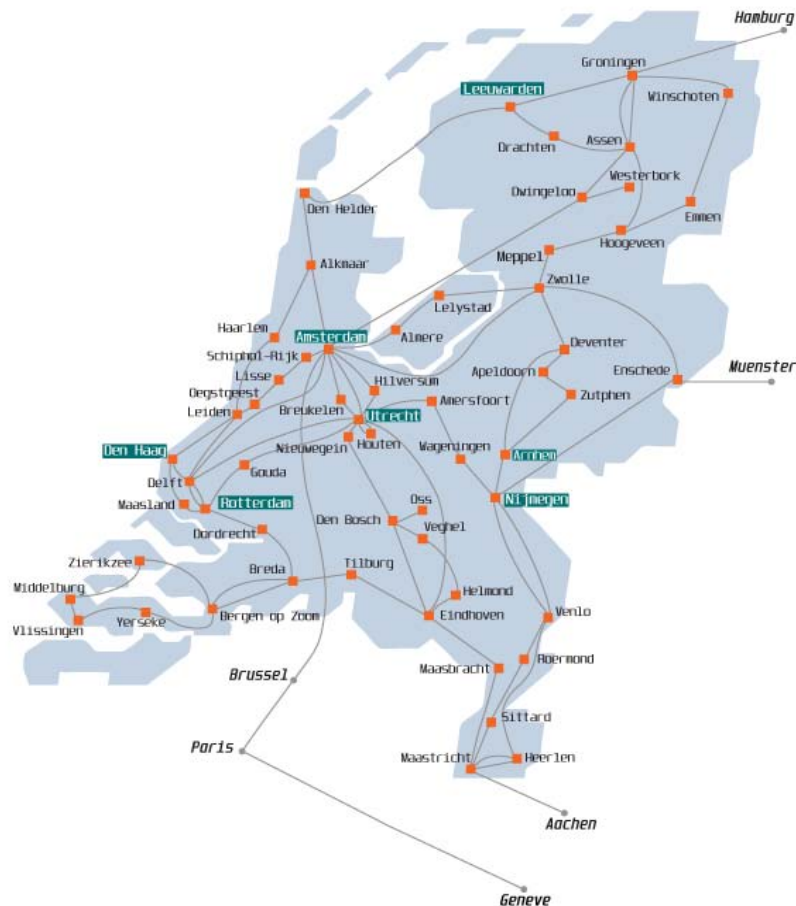 Hamburg
Groningen
Leeuwarden
Winschoten
Drachten
Assen
Westerbork
Dwingeloo
Den Helder
Emmen
Hoogeveen
Meppel
Alkmaar
Zwolle
Lelystad
Haarlem
Amsterdam
Almere
Schiphol-Rijk
Deventer
Lisse
Hilversum
Apeldoorn
Enschede
Muenster
Oegstgeest
Breukelen
Amersfoort
Zutphen
Leiden
Utrecht
Nieuwegein
Houten
Wageningen
Den Haag
Arnhem
Gouda
Delft
Nijmegen
Maasland
Rotterdam
Oss
Den Bosch
Veghel
Dordrecht
Zierikzee
Breda
Tilburg
Middelburg
Helmond
Vlissingen
Yerseke
Bergen op Zoom
Eindhoven
Venlo
Maasbracht
Roermond
Brussel
Sittard
Paris
Maastricht
Heerlen
Aachen
Geneve